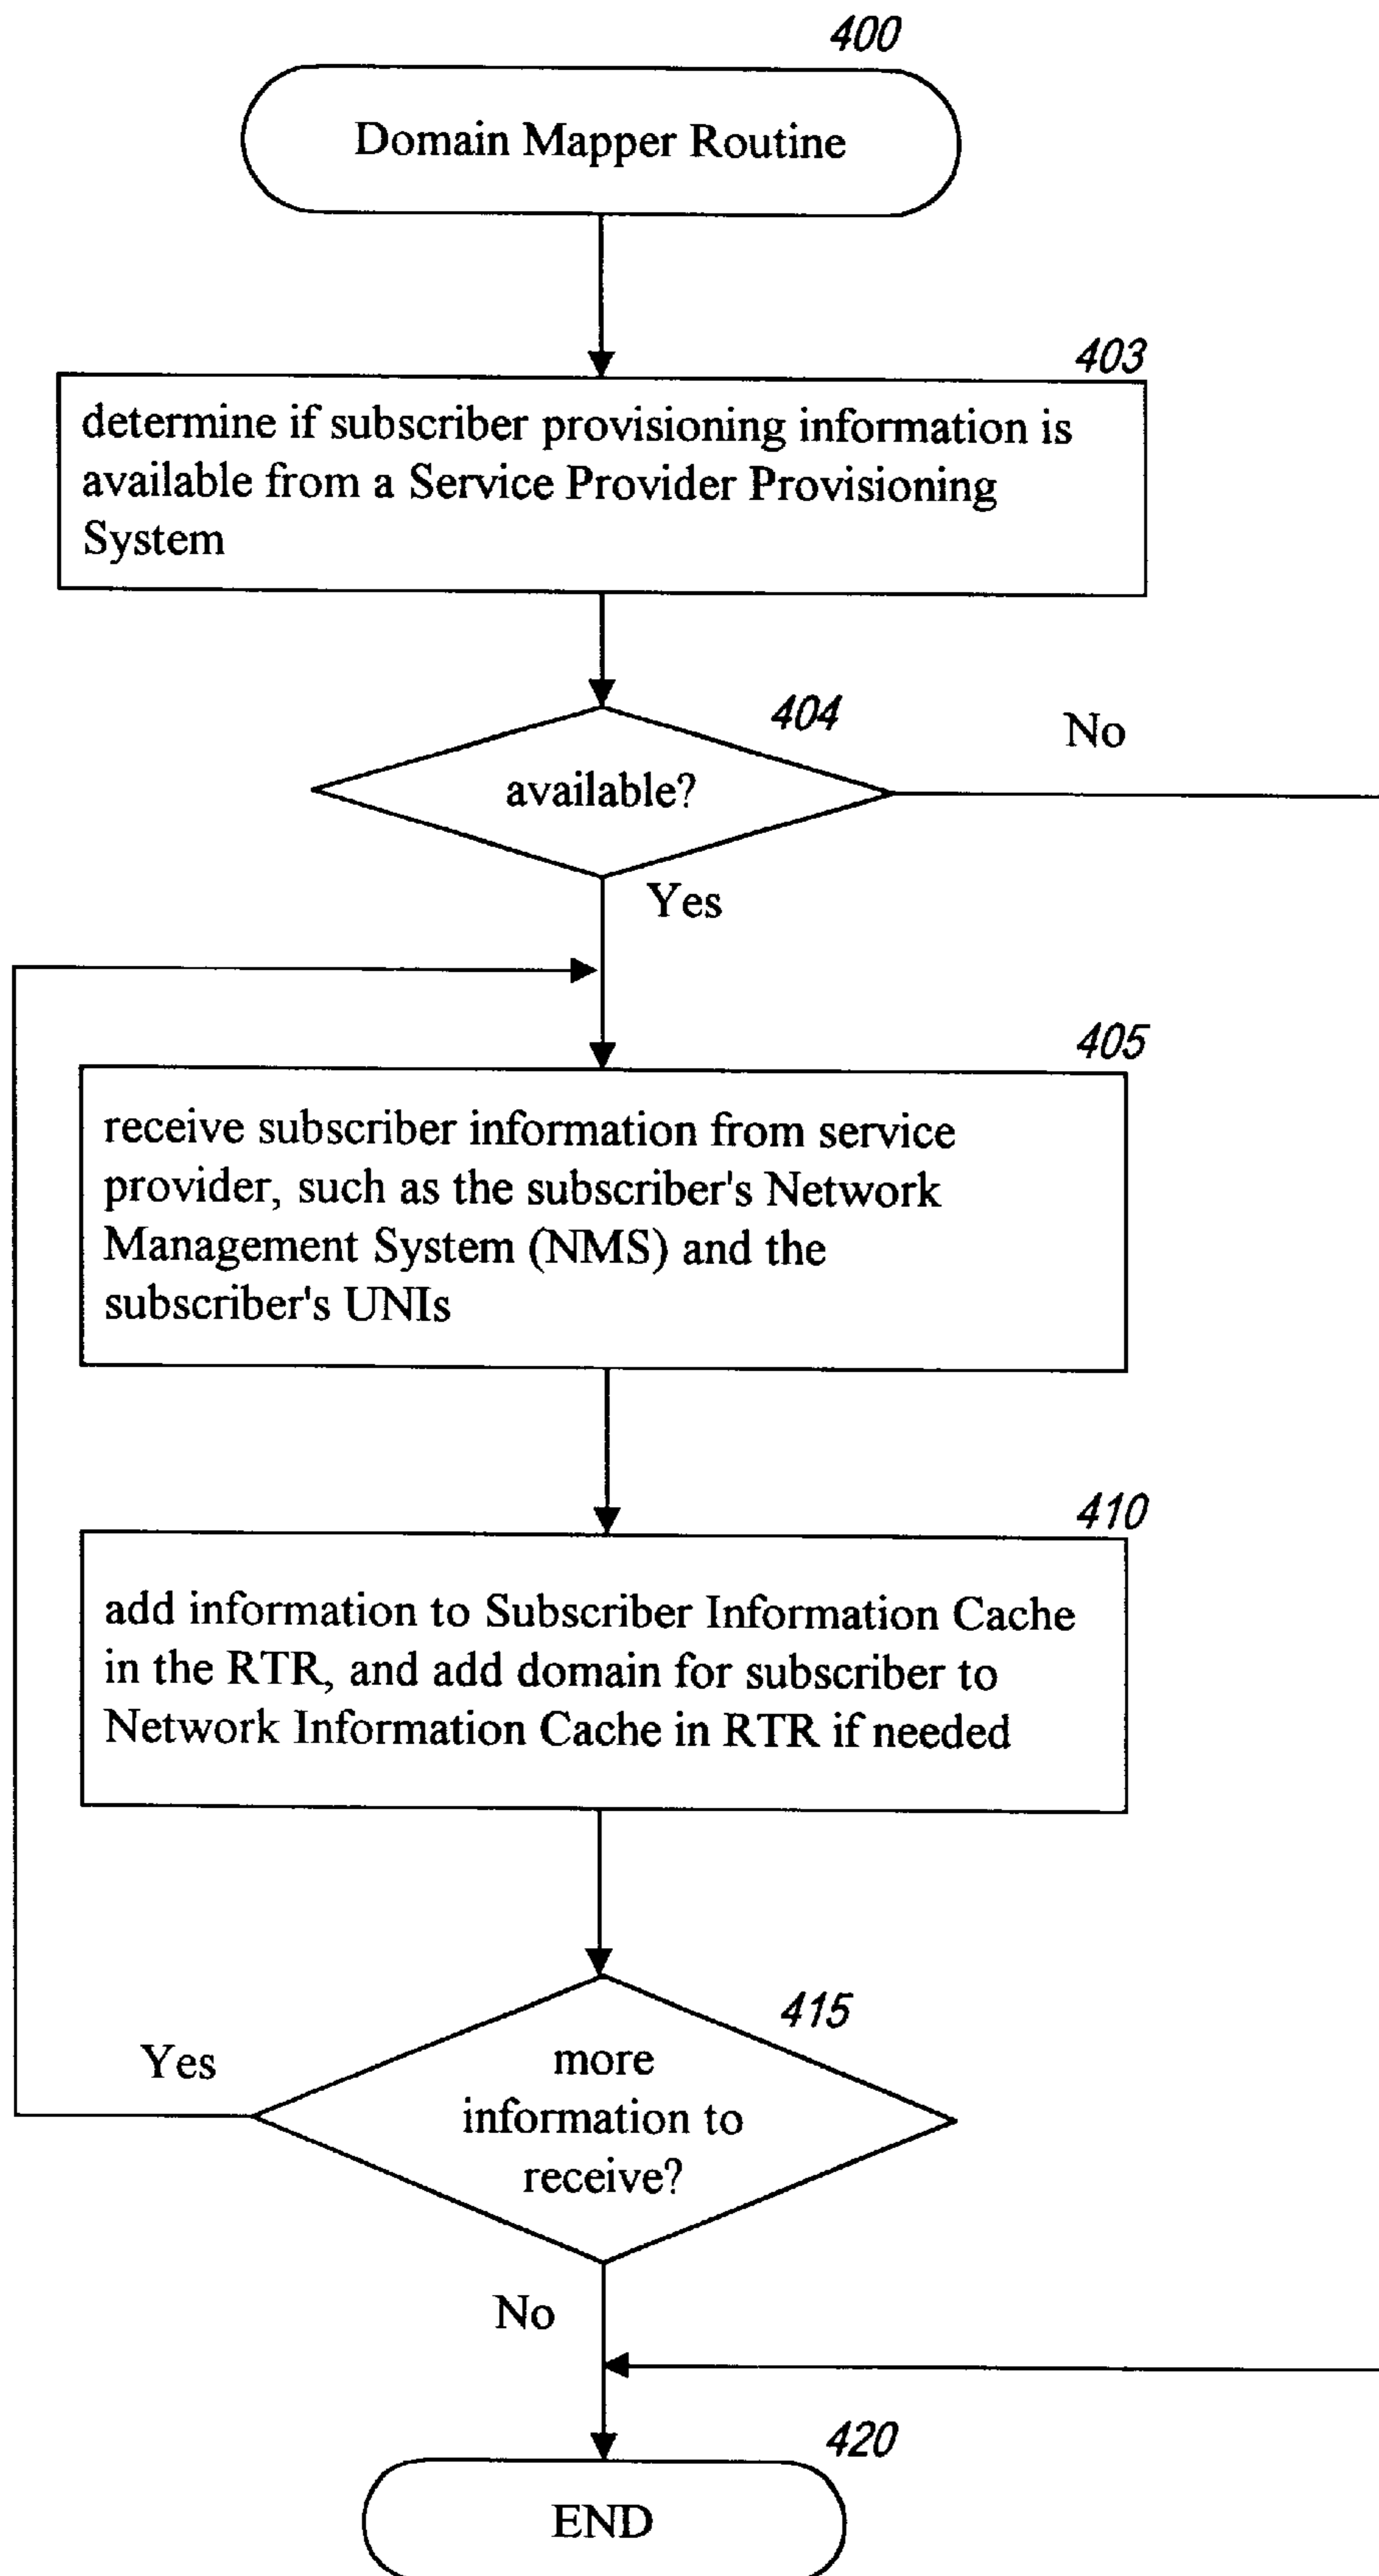 400
Domain Mapper Routine
403
determine if subscriber provisioning information is
available from a Service Provider Provisioning
System
404
No
available?
Yes
405
receive subscriber information from service
provider, such as the subscriber's Network
Management System (NMS) and the
subscriber's UNIs
410
add information to Subscriber Information Cache
in the RTR, and add domain for subscriber to
Network Information Cache in RTR if needed
415
Yes
more
information to
receive?
No
420
END